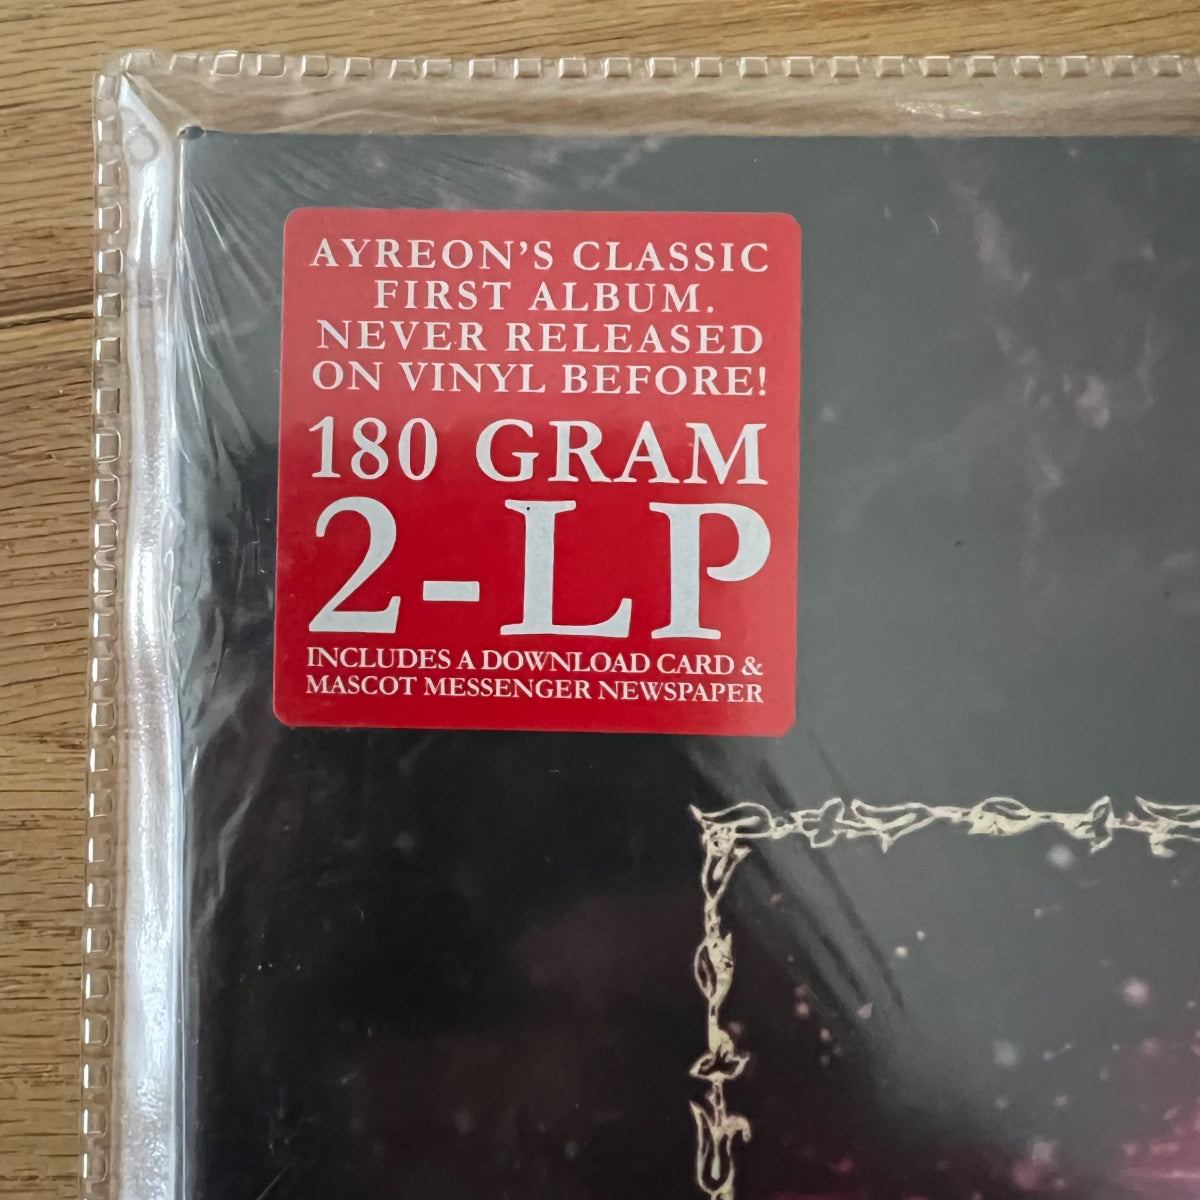 AYREON'S CLASSIC
FIRST ALBUM.
NEVER RELEASED
ON VINYL BEFORE!
180 GRAM
2-LP
INCLUDES A DOWNLOAD CARD &
MASCOT MESSENGER NEWSPAPER